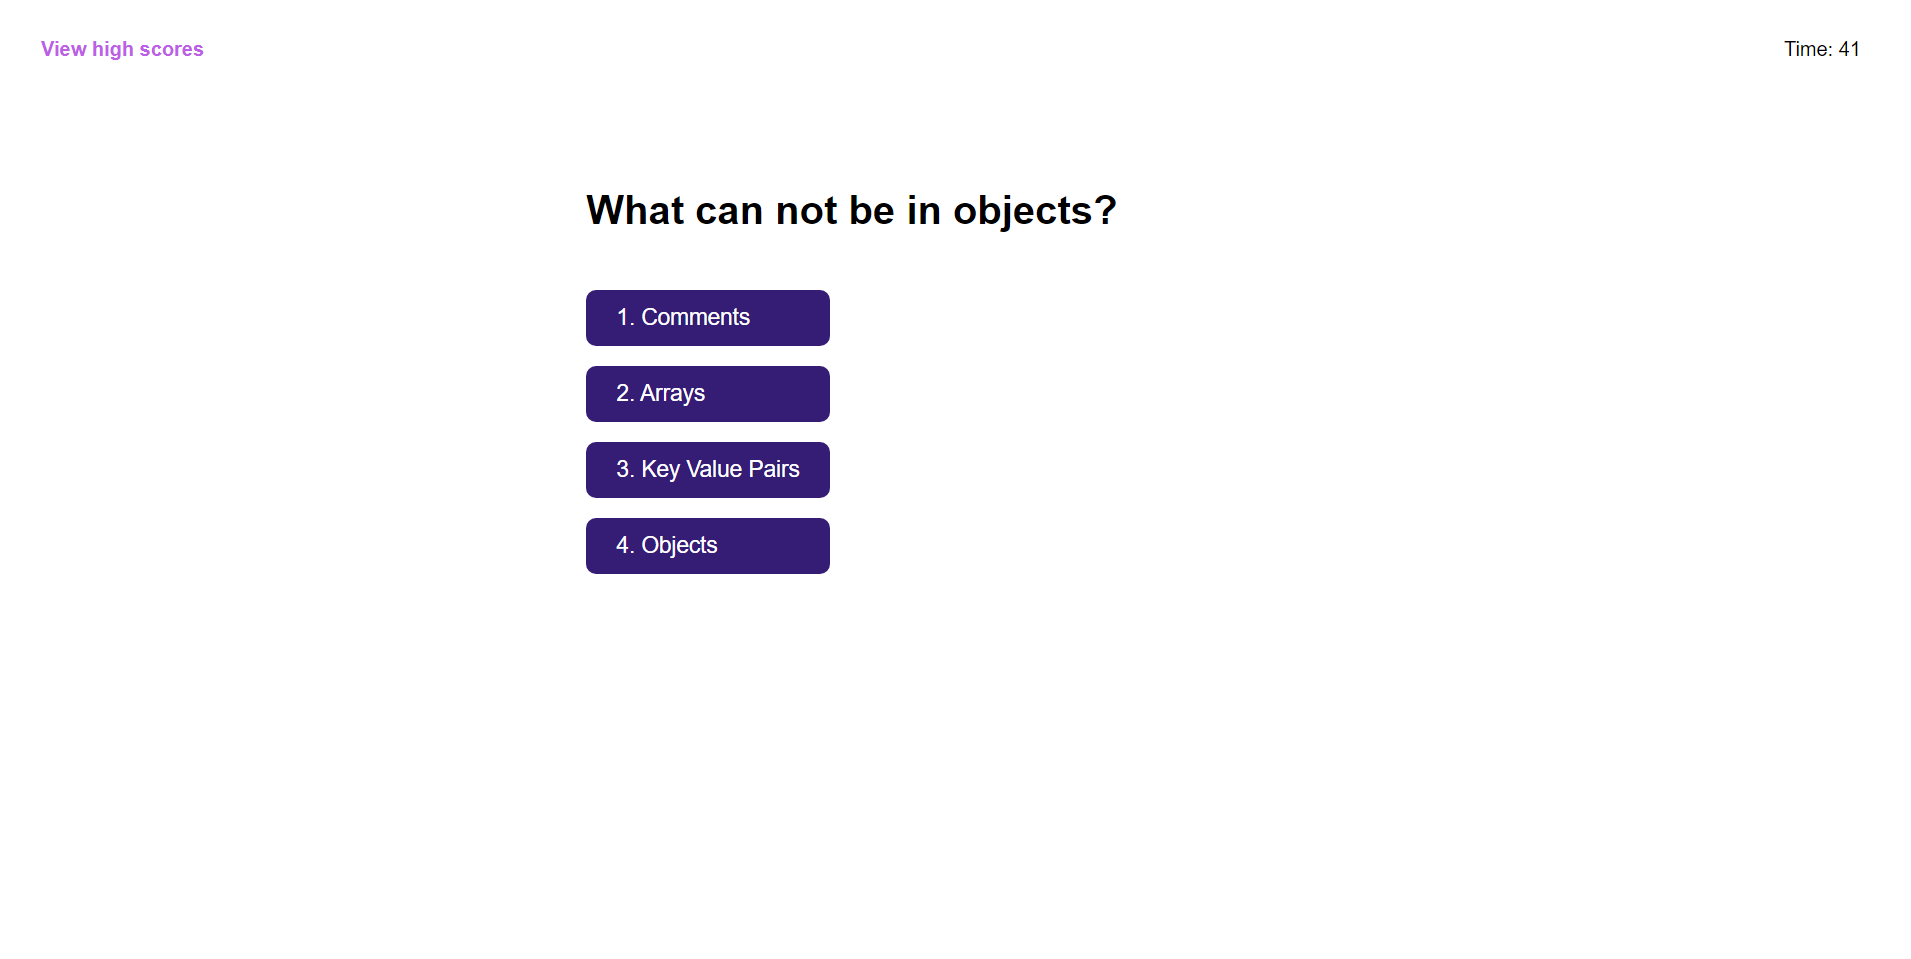 View high scores
Time: 41
What can not be in objects?
1. Comments
2. Arrays
3. Key Value Pairs
4. Objects